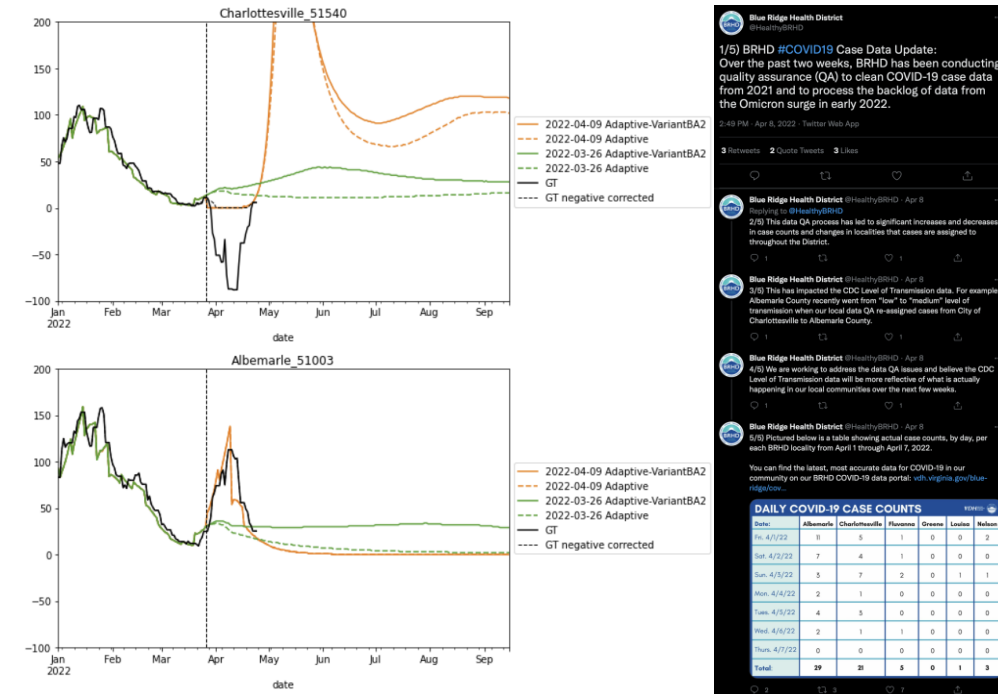 Charlottesville_51540
200
150
100
50
0
−50
−100
Jan
2022
Feb
Mar
Apr
May
Jun
Jul
Aug
Sep
date
2022-04-09 Adaptive-VariantBA2
2022-04-09 Adaptive
2022-03-26 Adaptive-VariantBA2
2022-03-26 Adaptive
GT
GT negative corrected
Albemarle_51003
200
150
100
50
0
−50
−100
Jan
2022
Feb
Mar
Apr
May
Jun
Jul
Aug
Sep
date
2022-04-09 Adaptive-VariantBA2
2022-04-09 Adaptive
2022-03-26 Adaptive-VariantBA2
2022-03-26 Adaptive
GT
GT negative corrected
BRHD
Blue Ridge Health District
@HealthyBRHD
1/5) BRHD #COVID19 Case Data Update:
Over the past two weeks, BRHD has been conducting
quality assurance (QA) to clean COVID-19 case data
from 2021 and to process the backlog of data from
the Omicron surge in early 2022.
2:49 PM · Apr 8, 2022 · Twitter Web App
3 Retweets 2 Quote Tweets 3 Likes
BRHD
Blue Ridge Health District @HealthyBRHD · Apr 8
Replying to @HealthyBRHD
2/5) This data QA process has led to significant increases and decreases
in case counts and changes in localities that cases are assigned to
throughout the District.
1 1
BRHD
Blue Ridge Health District @HealthyBRHD · Apr 8
3/5) This has impacted the CDC Level of Transmission data. For example
Albemarle County recently went from "low" to "medium" level of
transmission when our local data QA re-assigned cases from City of
Charlottesville to Albemarle County.
1 1
BRHD
Blue Ridge Health District @HealthyBRHD · Apr 8
4/5) We are working to address the data QA issues and believe the CDC
Level of Transmission data will be more reflective of what is actually
happening in our local communities over the next few weeks.
1 1
BRHD
Blue Ridge Health District @HealthyBRHD · Apr 8
5/5) Pictured below is a table showing actual case counts, by day, per
each BRHD locality from April 1 through April 7, 2022.
You can find the latest, most accurate data for COVID-19 in our
community on our BRHD COVID-19 data portal: vdh.virginia.gov/blue-
ridge/cov...
DAILY COVID-19 CASE COUNTS
Date: Albemarle Charlottesville Fluvanna Greene Louisa Nelson
Fri. 4/1/22 11 5 1 0 0 2
Sat. 4/2/22 7 4 1 0 0 0
Sun. 4/3/22 5 7 2 0 1 1
Mon. 4/4/22 2 1 0 0 0 0
Tues. 4/5/22 4 5 0 0 0 0
Wed. 4/6/22 2 1 1 0 0 0
Thurs. 4/7/22 0 0 0 0 0 0
Total: 29 21 5 0 1 3
2 3 7